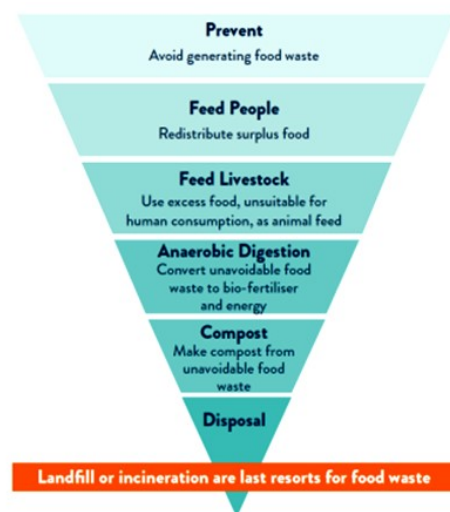 Prevent
Avoid generating food waste
Feed People
Redistribute surplus food
Feed Livestock
Use excess food, unsuitable for
human consumption, as animal feed
Anaerobic Digestion
Convert unavoidable food
waste to bio-fertiliser
and energy
Compost
Make compost from
unavoidable food
waste
Disposal
Landfill or incineration are last resorts for food waste